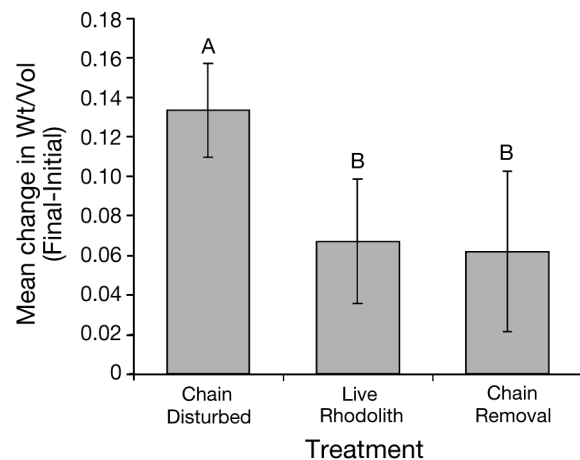 Mean change in Wt/Vol
(Final-Initial)
0.18
0.16
0.14
0.12
0.10
0.08
0.06
0.04
0.02
0
A
B
B
Chain
Disturbed
Live
Rhodolith
Chain
Removal
Treatment